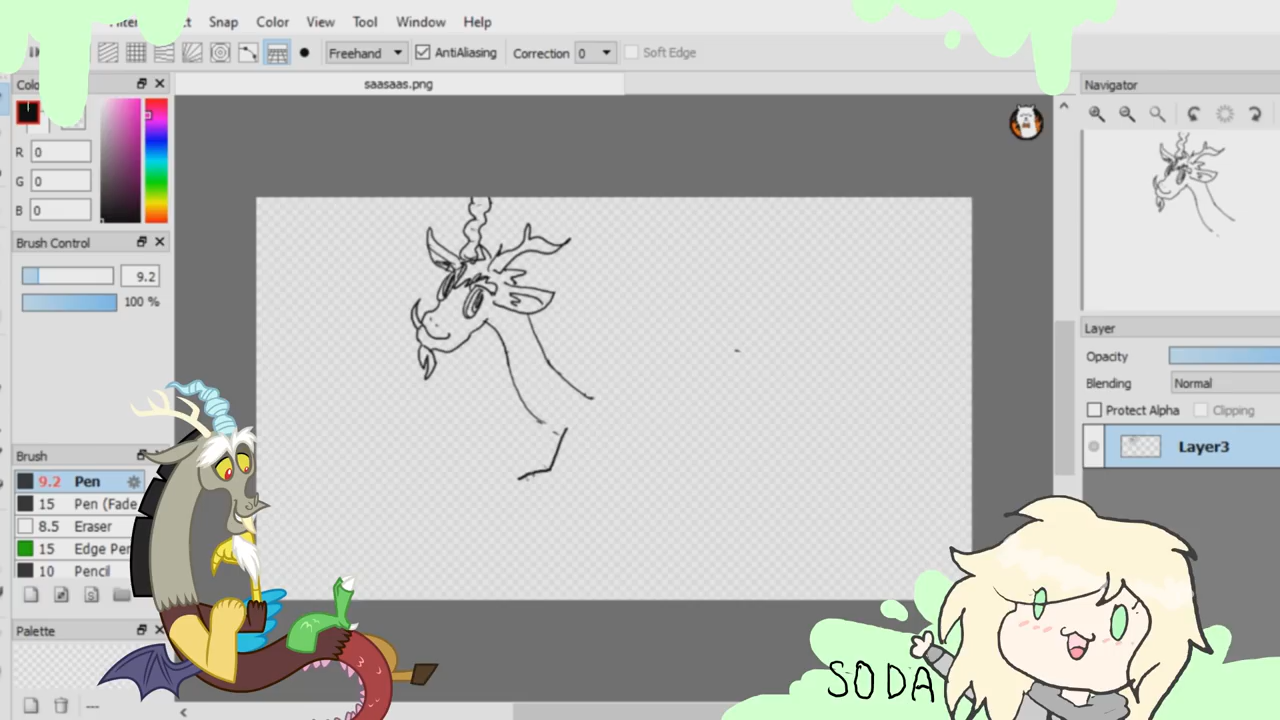 Snap Color View Tool Window Help
Freehand AntiAliasing Correction 0 Soft Edge
saasaas.png
Navigator
R 0
G 0
B 0
Brush Control
9.2
100 %
Layer
Opacity
Blending Normal
Protect Alpha Clipping
Layer3
Brush
9.2 Pen
15 Pen (Fade
8.5 Eraser
15 Edge Pen
10 Pencil
Palette
SODA